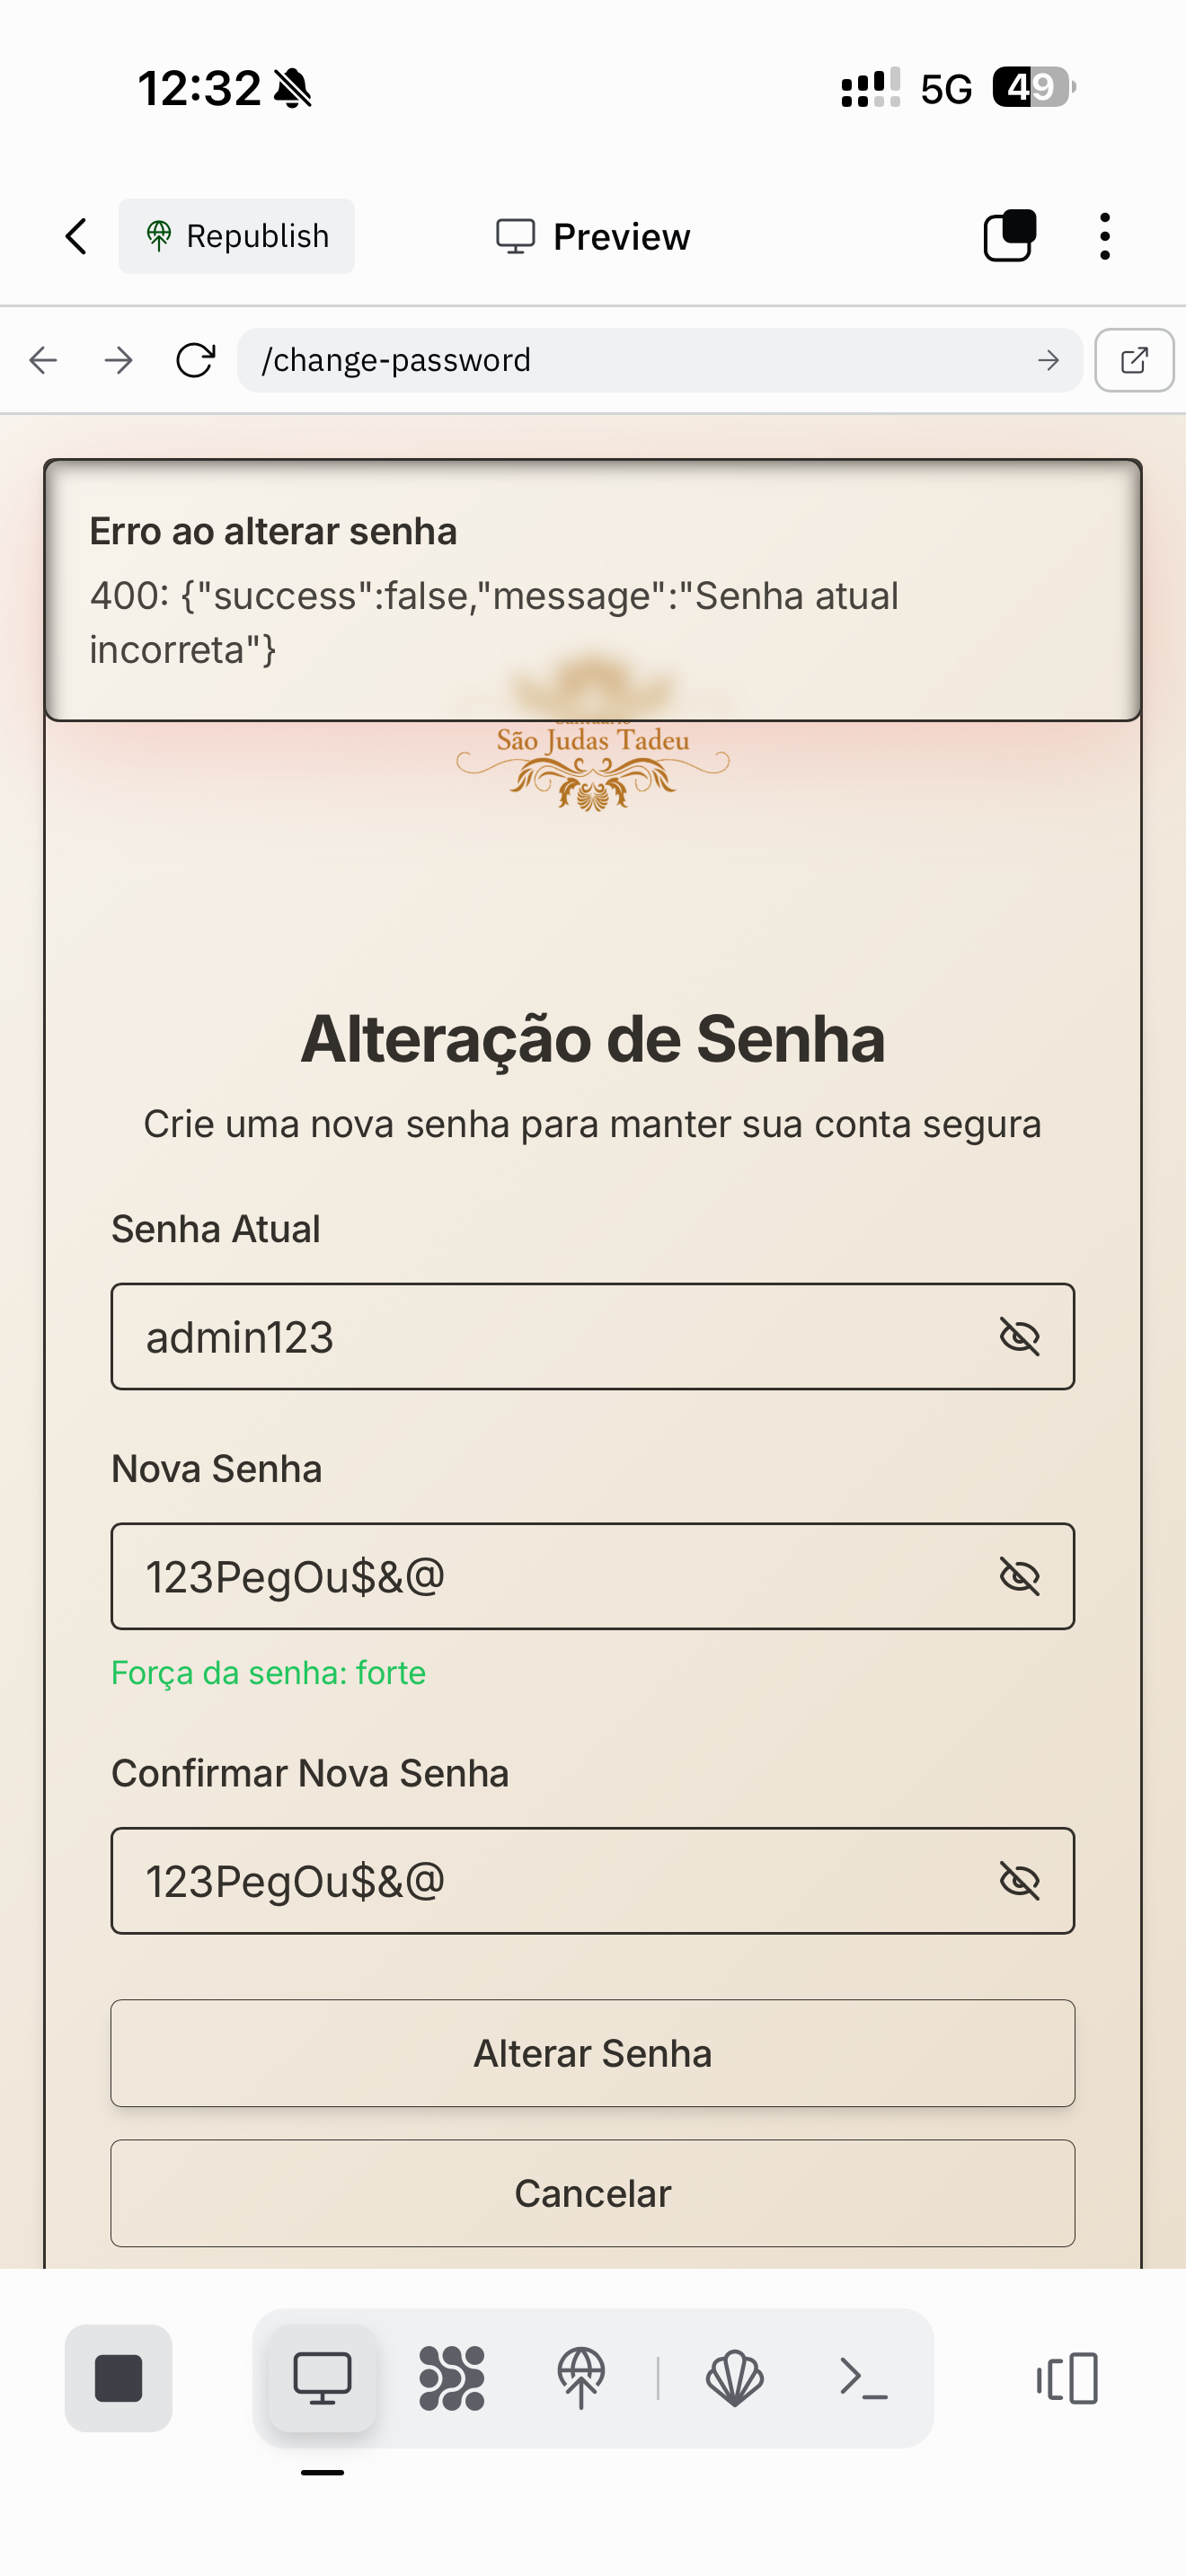 12:32
5G
49
Republish
Preview
/change-password
Erro ao alterar senha
400: {"success":false,"message":"Senha atual
incorreta"}
São Judas Tadeu
Alteração de Senha
Crie uma nova senha para manter sua conta segura
Senha Atual
admin123
Nova Senha
123PegOu$&@
Força da senha: forte
Confirmar Nova Senha
123PegOu$&@
Alterar Senha
Cancelar